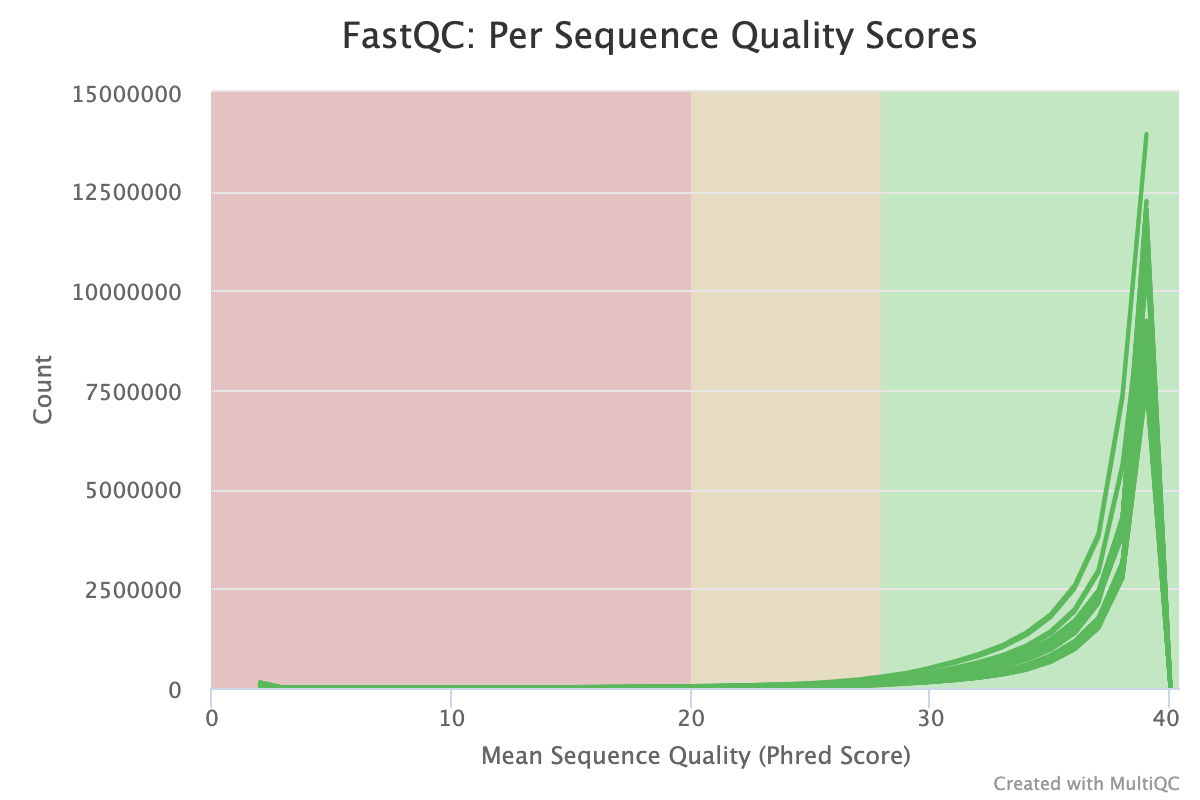 FastQC: Per Sequence Quality Scores
15000000
12500000
10000000
7500000
5000000
2500000
0
Count
0 10 20 30 40
Mean Sequence Quality (Phred Score)
Created with MultiQC